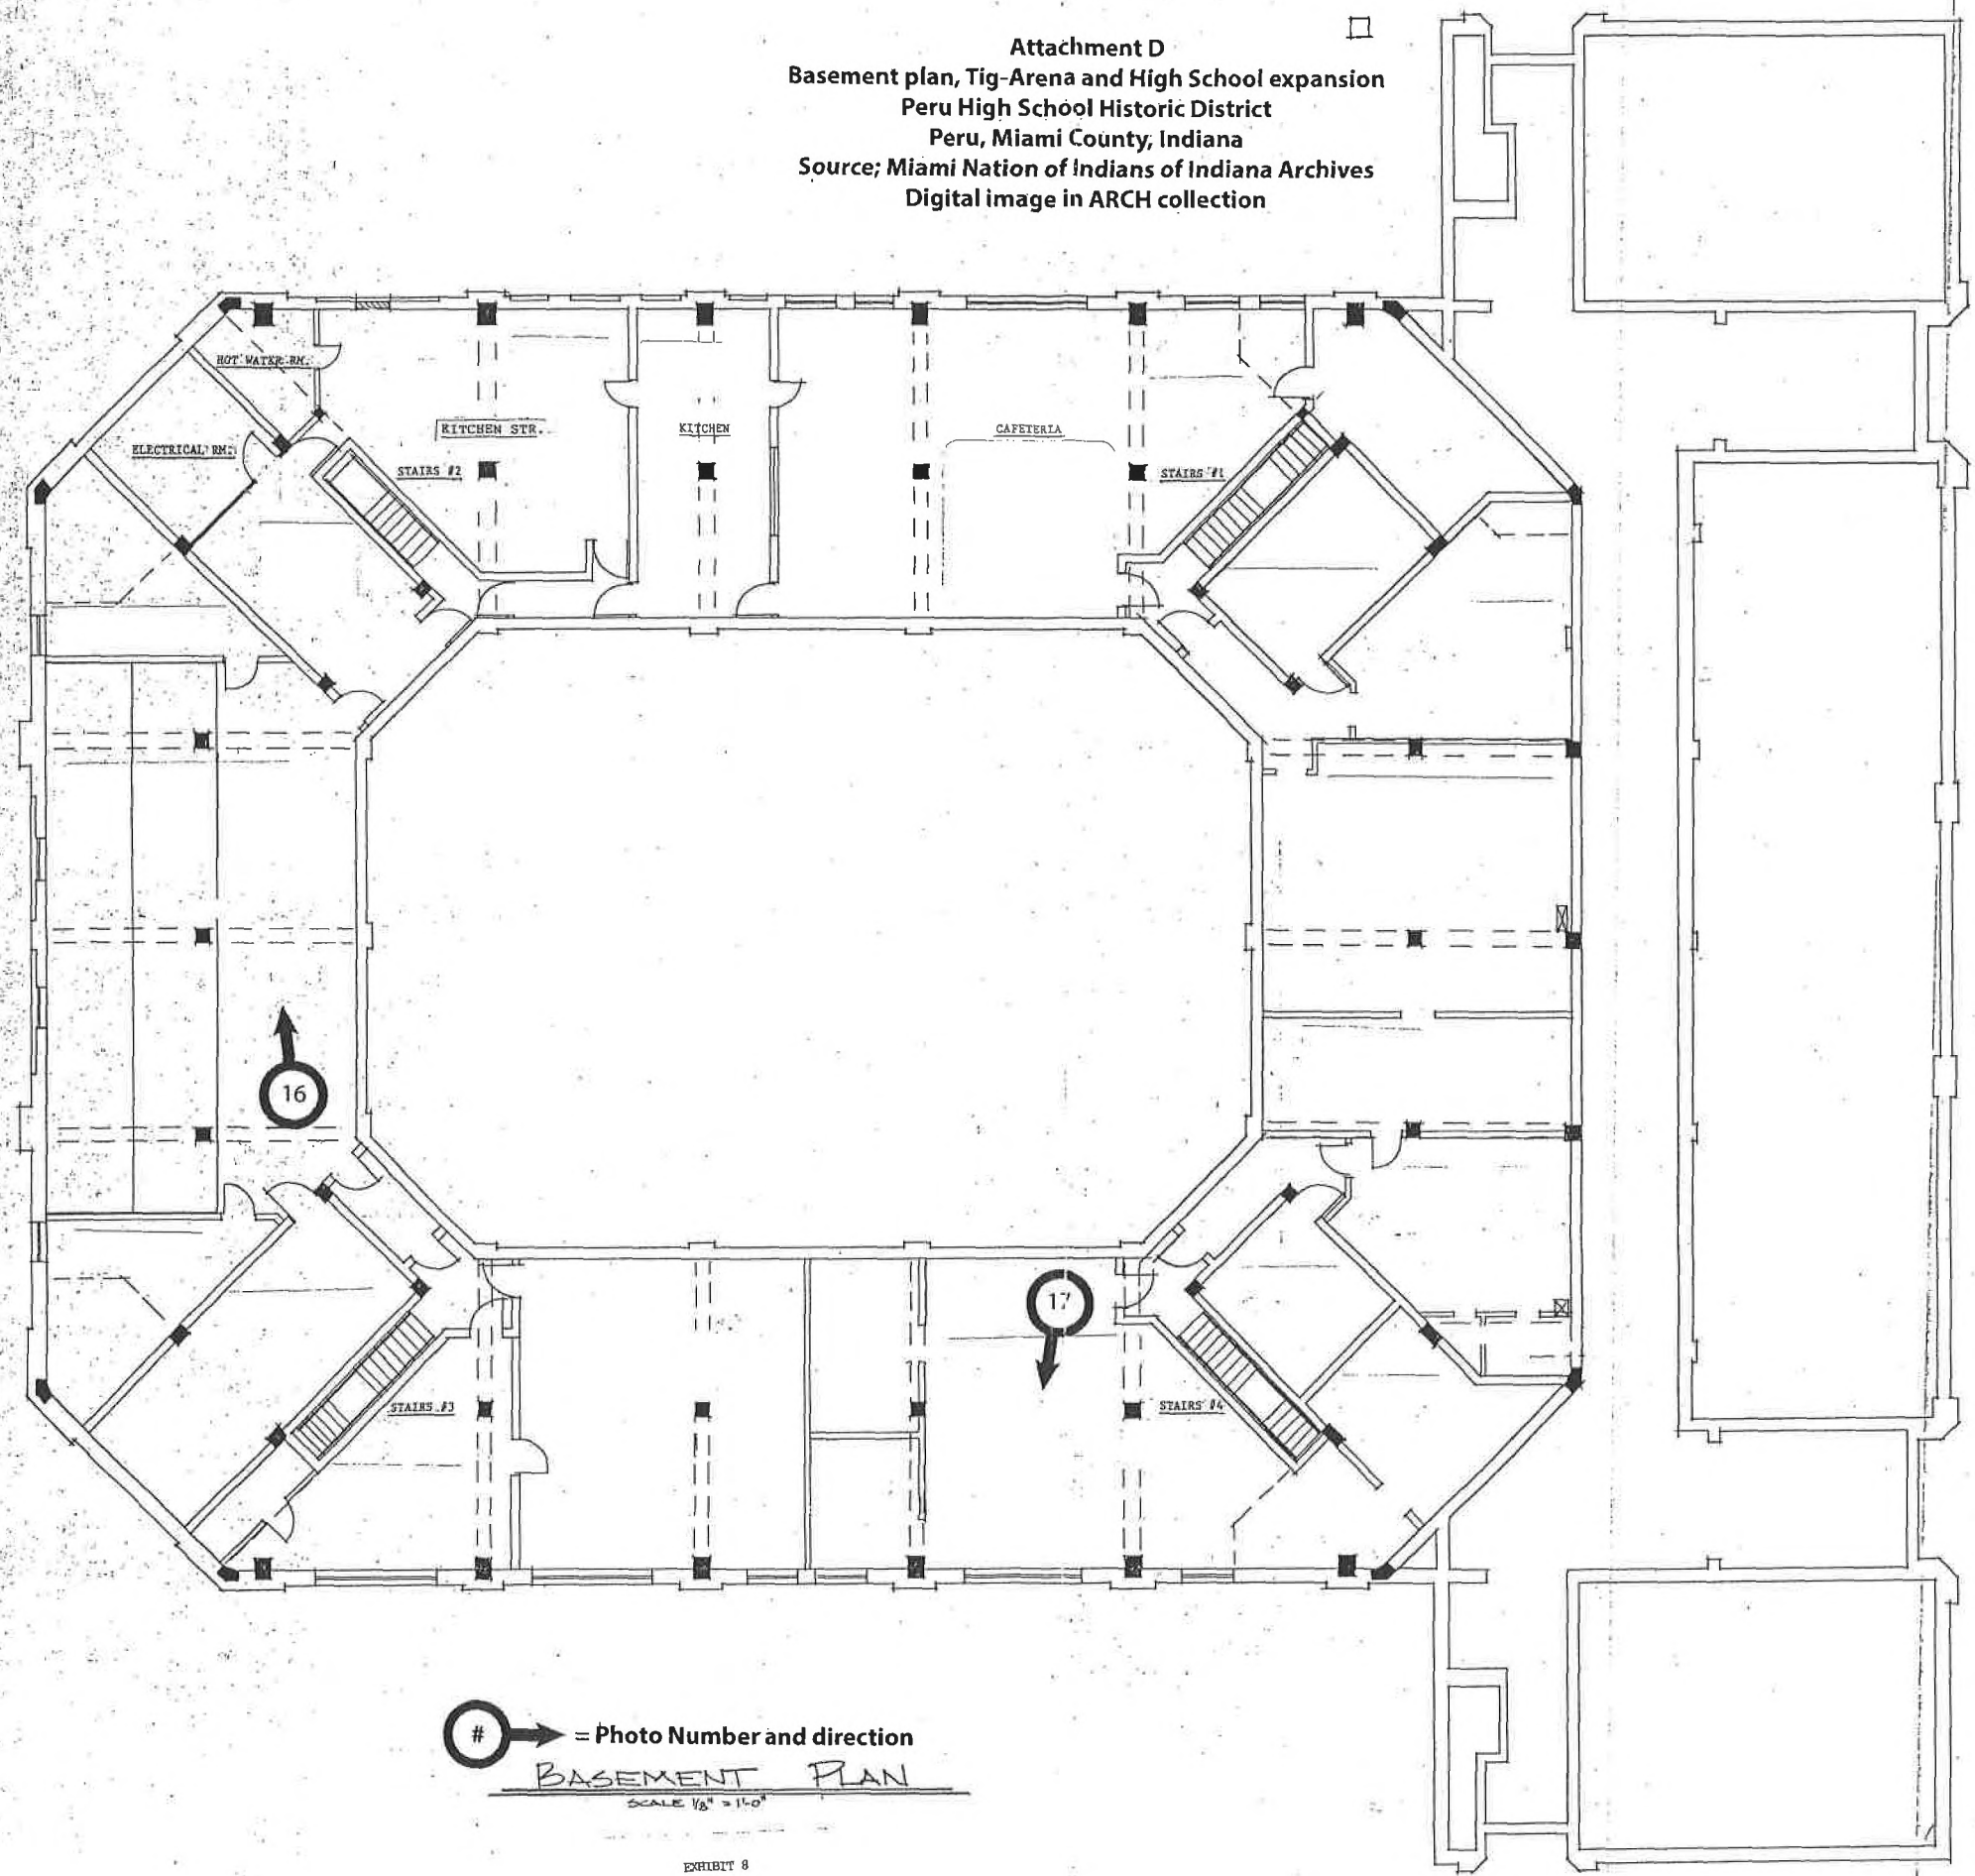 Attachment D
Basement plan, Tig-Arena and High School expansion
Peru High School Historic District
Peru, Miami County, Indiana
Source; Miami Nation of Indians of Indiana Archives
Digital image in ARCH collection
HOT WATER RM.
ELECTRICAL RM.
KITCHEN STR.
STAIRS #2
KITCHEN
CAFETERIA
STAIRS #1
16
17
STAIRS #3
STAIRS #4
# = Photo Number and direction
BASEMENT PLAN
SCALE 1/8" = 1'-0"
EXHIBIT 8